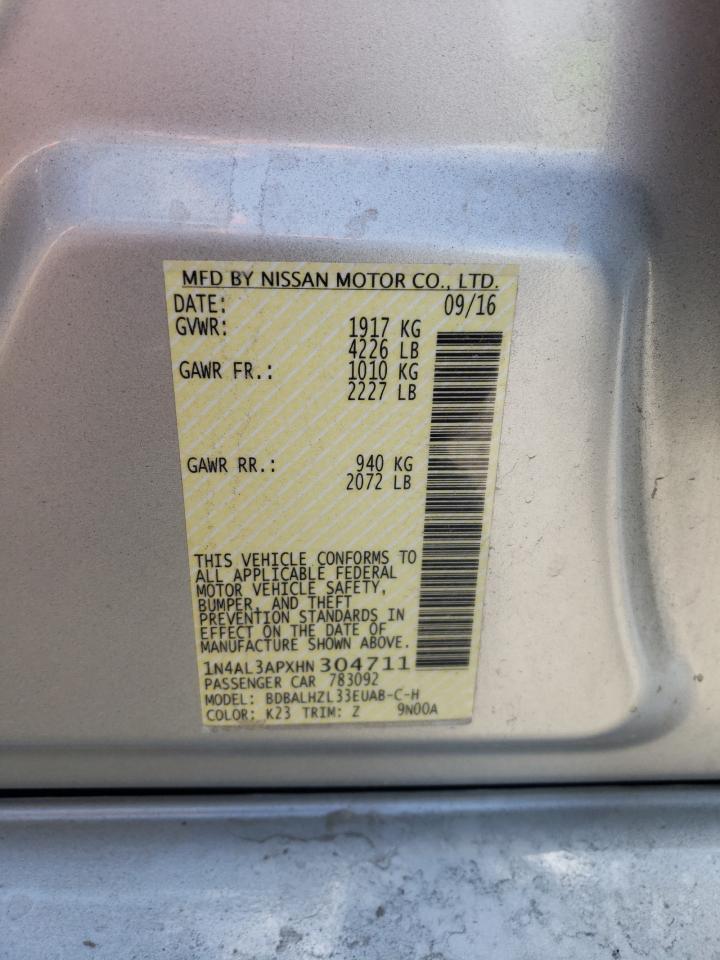 MFD BY NISSAN MOTOR CO., LTD.
DATE: 09/16
GVWR: 1917 KG
4226 LB
GAWR FR.: 1010 KG
2227 LB
GAWR RR.: 940 KG
2072 LB
THIS VEHICLE CONFORMS TO
ALL APPLICABLE FEDERAL
MOTOR VEHICLE SAFETY,
BUMPER, AND THEFT
PREVENTION STANDARDS IN
EFFECT ON THE DATE OF
MANUFACTURE SHOWN ABOVE.
1N4AL3APXHN304711
PASSENGER CAR 783092
MODEL: BDBALHZL33EUAB-C-H
COLOR: K23 TRIM: Z 9N00A